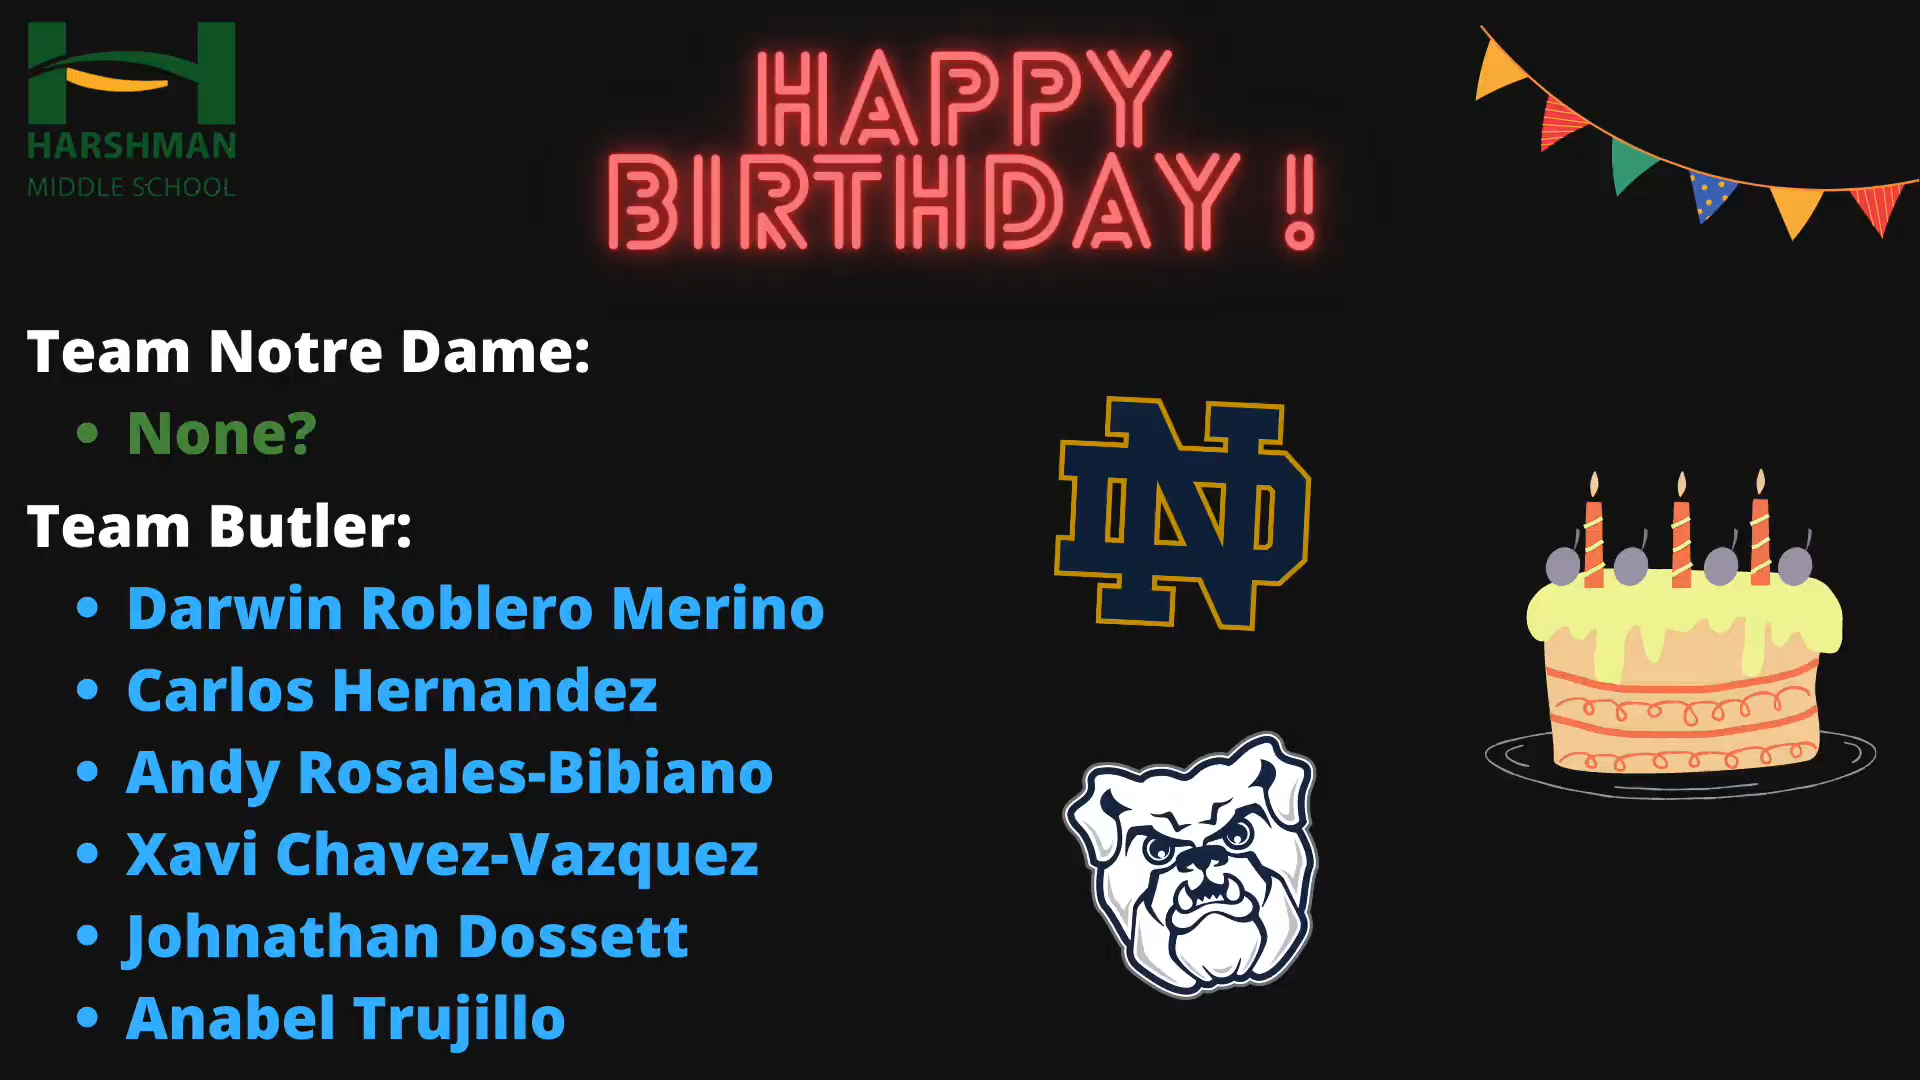 HARSHMAN
MIDDLE SCHOOL
HAPPY
BIRTHDAY !
Team Notre Dame:
• None?
Team Butler:
• Darwin Roblero Merino
• Carlos Hernandez
• Andy Rosales-Bibiano
• Xavi Chavez-Vazquez
• Johnathan Dossett
• Anabel Trujillo
ND